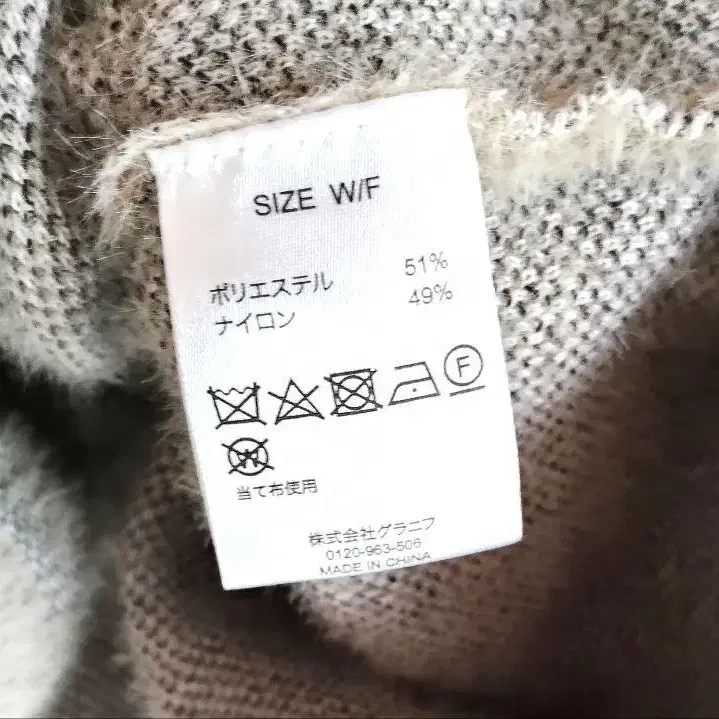 SIZE W/F
ポリエステル 51%
ナイロン 49%
F
W
当て布使用
株式会社グラニフ
0120-963-506
MADE IN CHINA